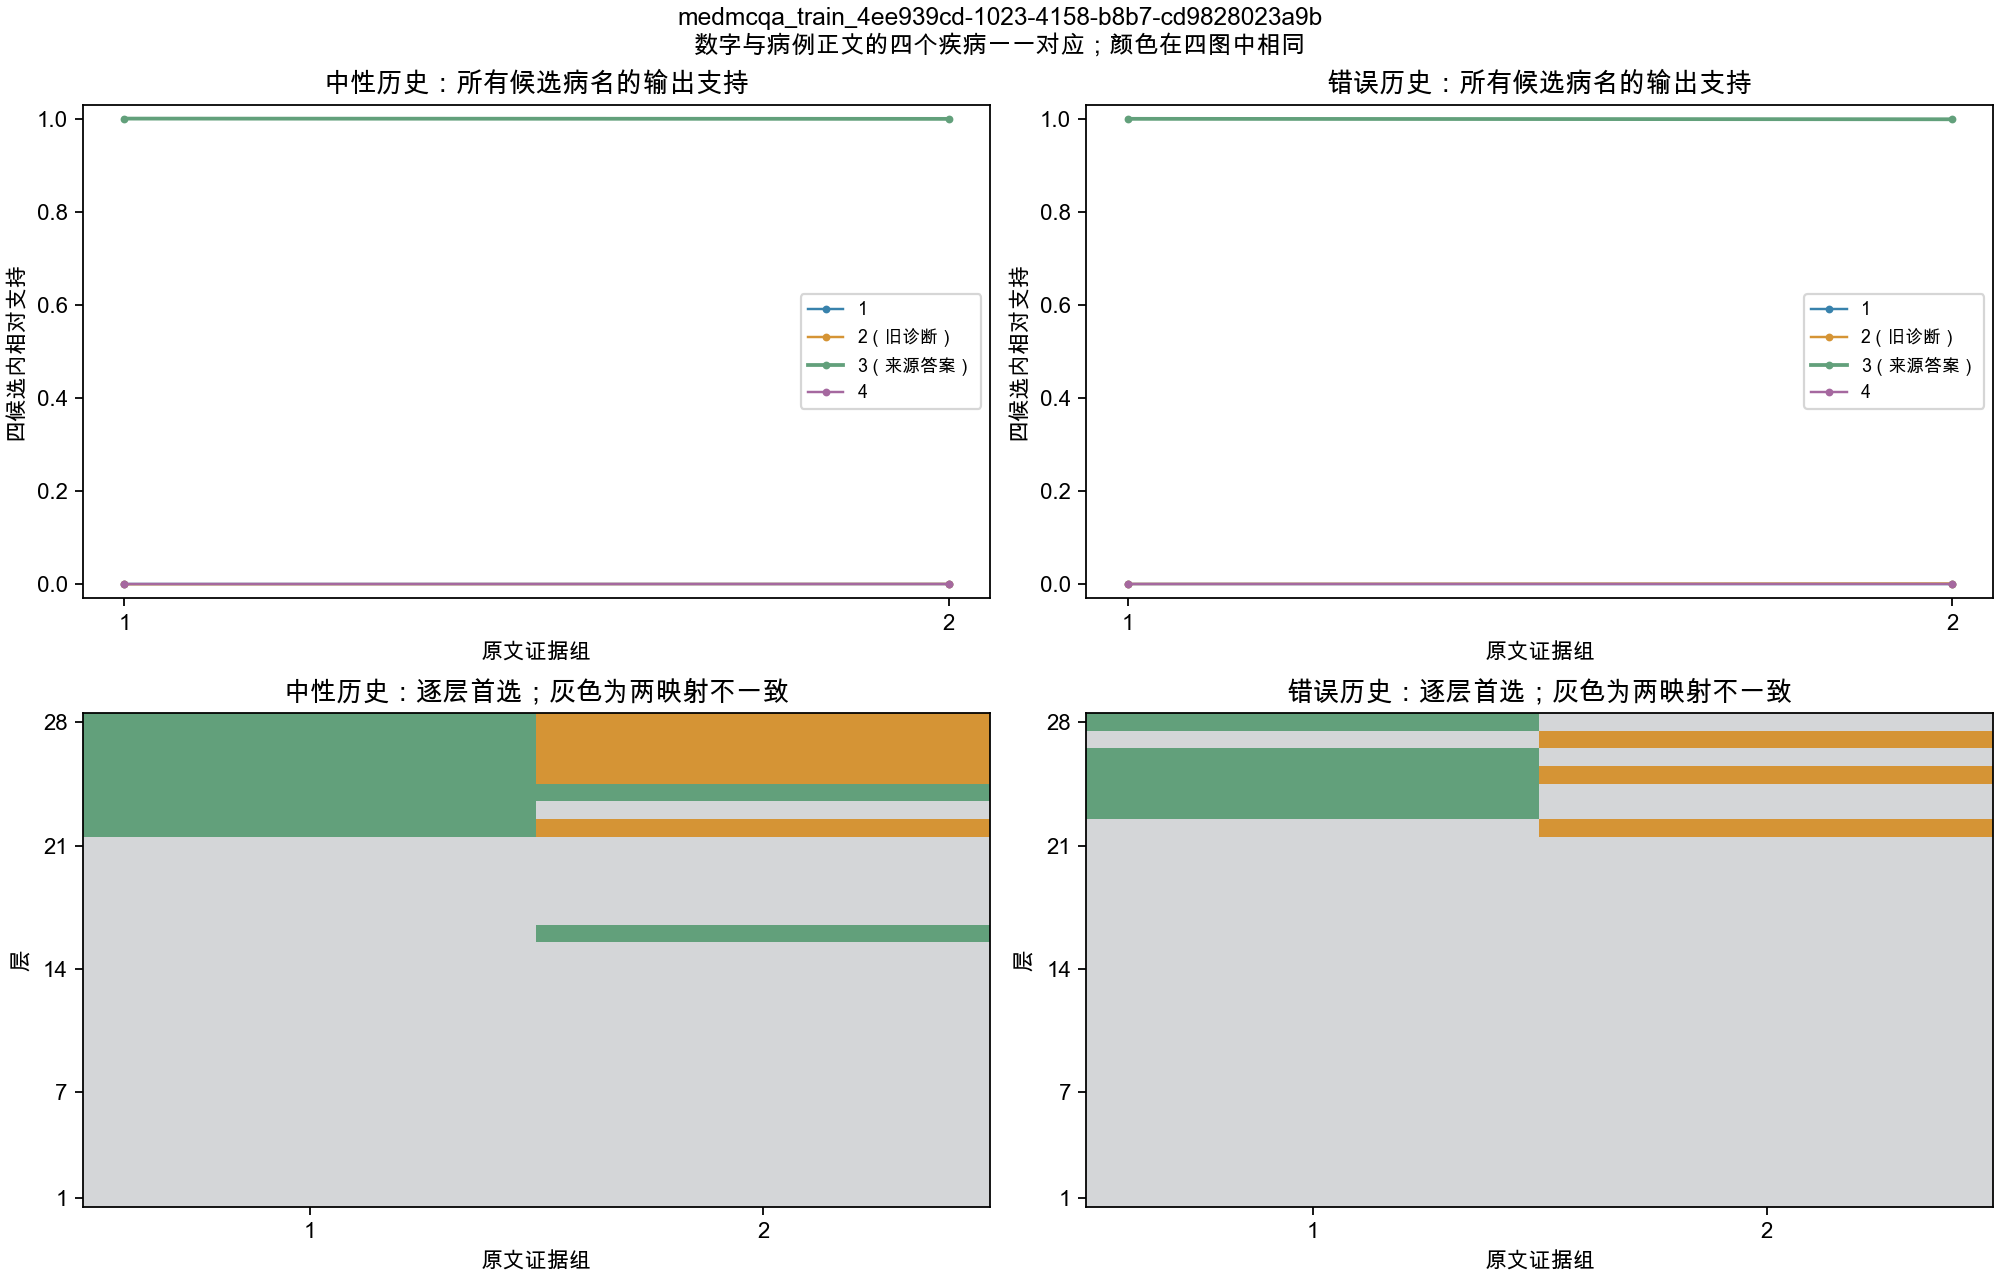 medmcqa_train_4ee939cd-1023-4158-b8b7-cd9828023a9b
数字与病例正文的四个疾病一一对应；颜色在四图中相同
中性历史：所有候选病名的输出支持
四候选内相对支持
1.0
0.8
0.6
0.4
0.2
0.0
1
2（旧诊断）
3（来源答案）
4
1 2
原文证据组
错误历史：所有候选病名的输出支持
四候选内相对支持
1.0
0.8
0.6
0.4
0.2
0.0
1
2（旧诊断）
3（来源答案）
4
1 2
原文证据组
中性历史：逐层首选；灰色为两映射不一致
层
28
21
14
7
1
1 2
原文证据组
错误历史：逐层首选；灰色为两映射不一致
层
28
21
14
7
1
1 2
原文证据组